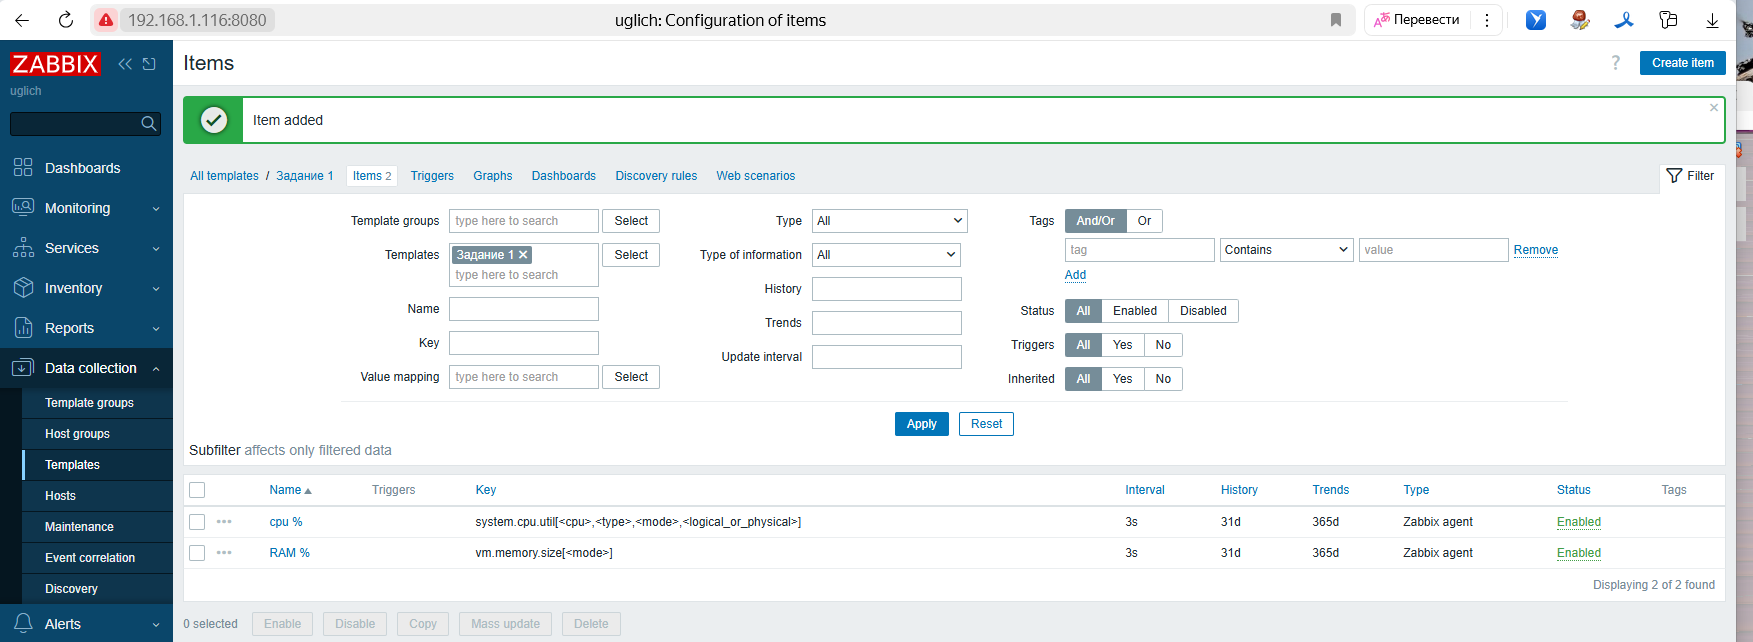 192.168.1.116:8080
uglich: Configuration of items
Перевести
ZABBIX
uglich
Dashboards
Monitoring
Services
Inventory
Reports
Data collection
Template groups
Host groups
Templates
Hosts
Maintenance
Event correlation
Discovery
Alerts
Items
?
Create item
Item added
All templates / Задание 1 Items 2 Triggers Graphs Dashboards Discovery rules Web scenarios
Filter
Template groups type here to search Select
Templates Задание 1 Select
type here to search
Name
Key
Value mapping type here to search Select
Type All
Type of information All
History
Trends
Update interval
Tags And/Or Or
tag Contains value Remove
Add
Status All Enabled Disabled
Triggers All Yes No
Inherited All Yes No
Apply Reset
Subfilter affects only filtered data
Name Triggers Key Interval History Trends Type Status Tags
cpu % system.cpu.util[<cpu>,<type>,<mode>,<logical_or_physical>] 3s 31d 365d Zabbix agent Enabled
RAM % vm.memory.size[<mode>] 3s 31d 365d Zabbix agent Enabled
Displaying 2 of 2 found
0 selected Enable Disable Copy Mass update Delete